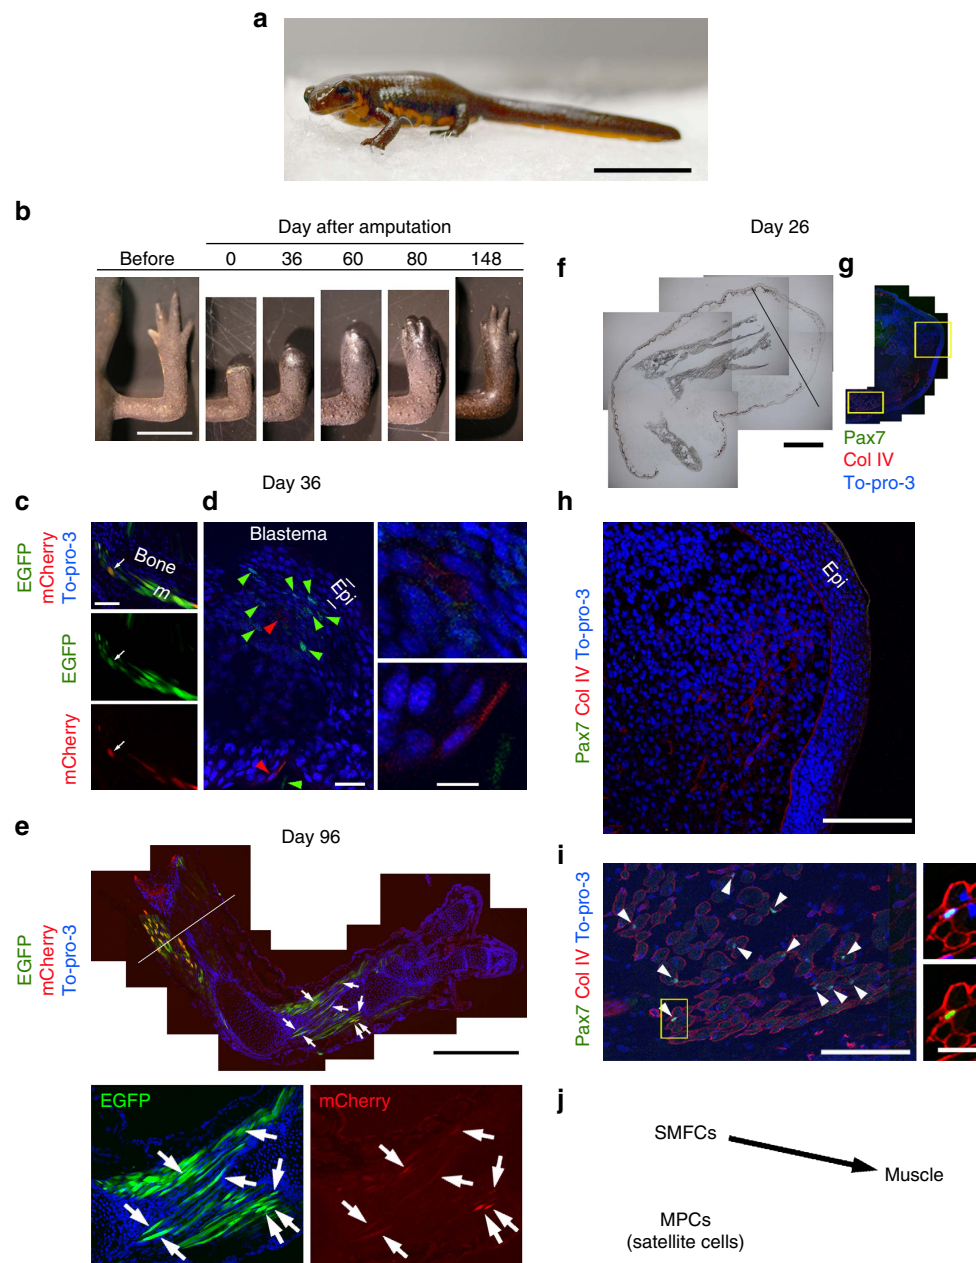 a
b
Day after amputation
Before 0 36 60 80 148
Day 26
f
g
Pax7
Col IV
To-pro-3
Day 36
c
d
EGFP
mCherry
To-pro-3
Bone
m
EGFP
mCherry
Blastema
Epi
h
Pax7 Col IV To-pro-3
Epi
e
Day 96
EGFP
mCherry
To-pro-3
EGFP
mCherry
i
Pax7 Col IV To-pro-3
j
SMFCs
Muscle
MPCs
(satellite cells)